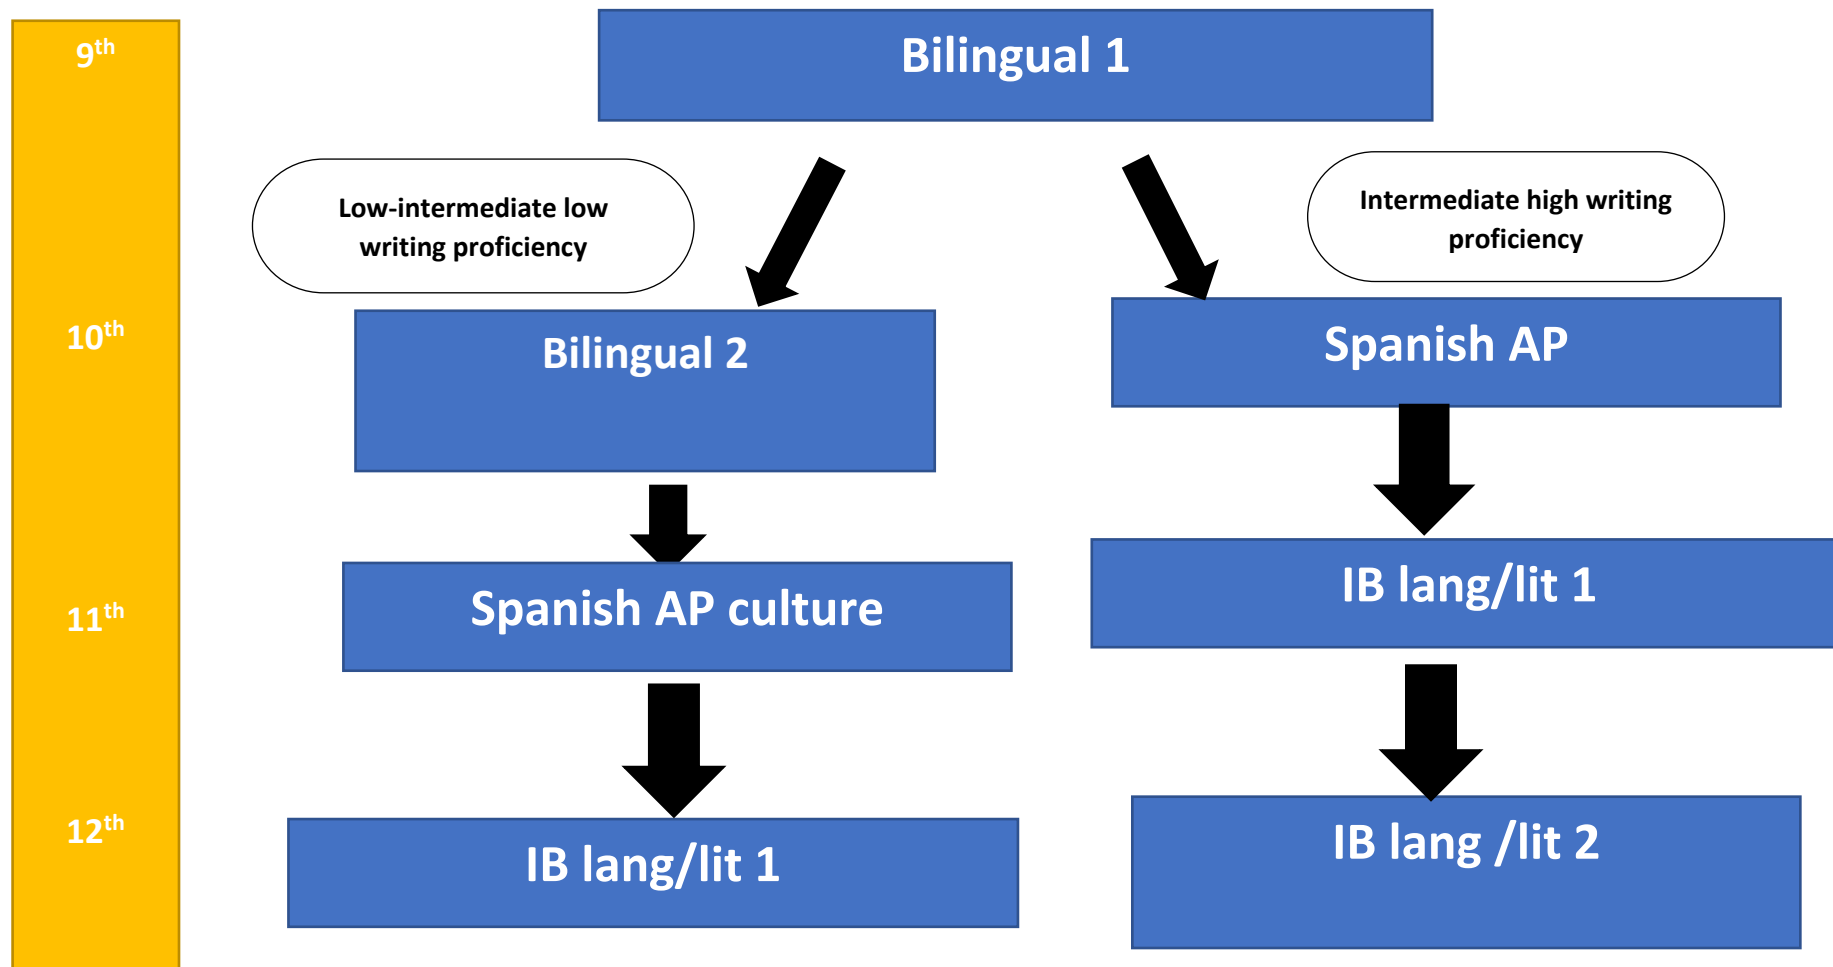 9th
Bilingual 1
Low-intermediate low
writing proficiency
Intermediate high writing
proficiency
10th
Bilingual 2
Spanish AP
11th
Spanish AP culture
IB lang/lit 1
12th
IB lang/lit 1
IB lang /lit 2